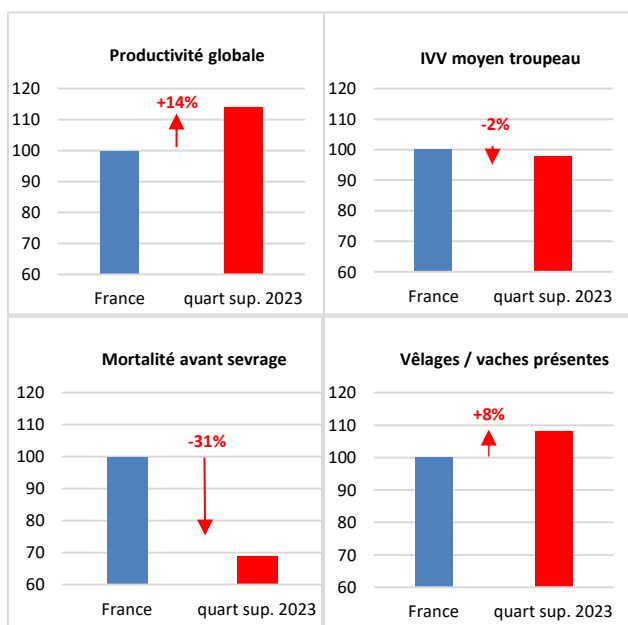 Productivité globale
120
110
100
90
80
70
60
+14%
France
quart sup. 2023
IVV moyen troupeau
120
110
100
90
80
70
60
-2%
France
quart sup. 2023
Mortalité avant sevrage
120
110
100
90
80
70
60
-31%
France
quart sup. 2023
Vêlages / vaches présentes
120
110
100
90
80
70
60
+8%
France
quart sup. 2023